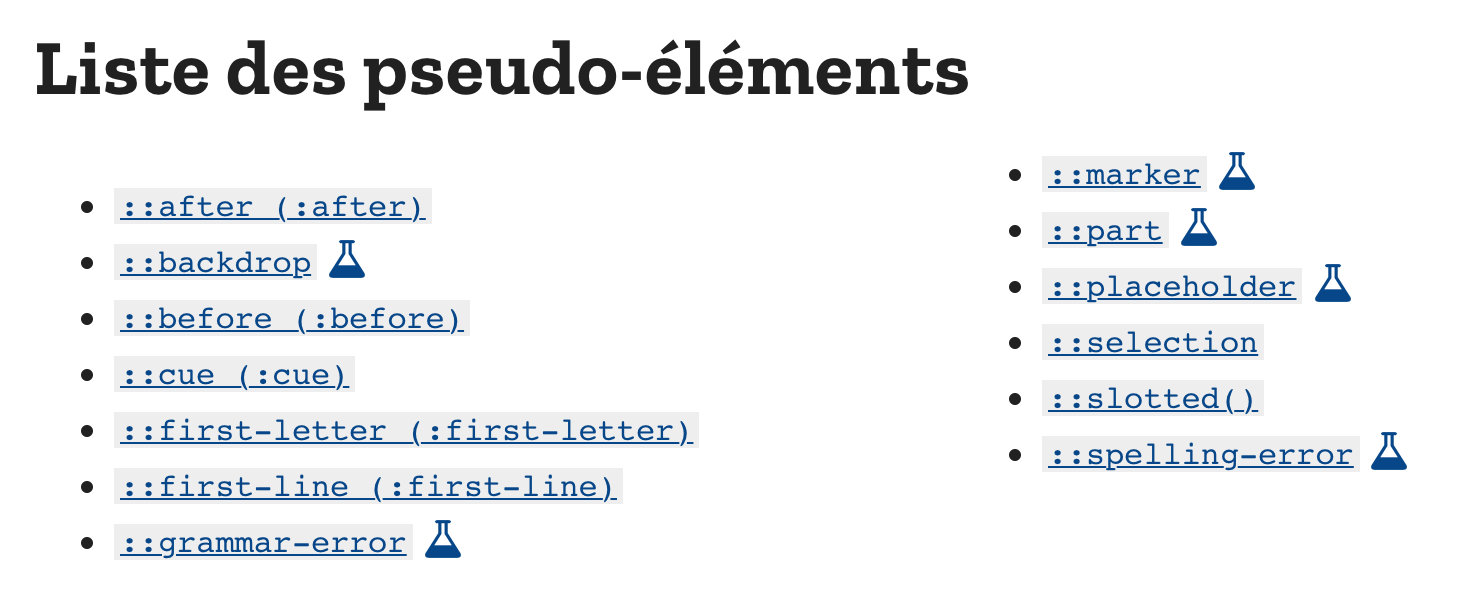 Liste des pseudo-éléments
::after (:after)
::backdrop
::before (:before)
::cue (:cue)
::first-letter (:first-letter)
::first-line (:first-line)
::grammar-error
::marker
::part
::placeholder
::selection
::slotted()
::spelling-error